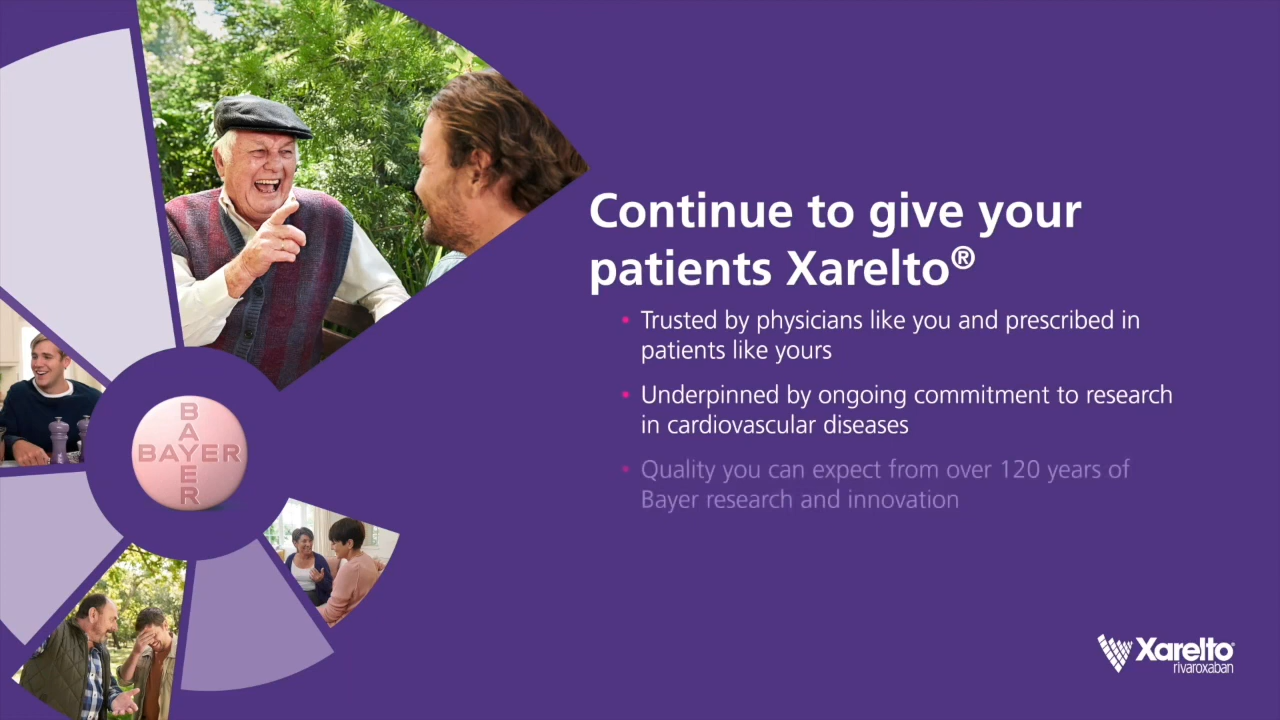 Continue to give your
patients Xarelto®
• Trusted by physicians like you and prescribed in
patients like yours
• Underpinned by ongoing commitment to research
in cardiovascular diseases
• Quality you can expect from over 120 years of
Bayer research and innovation
BAYER
BAYER
Xarelto®
rivaroxaban